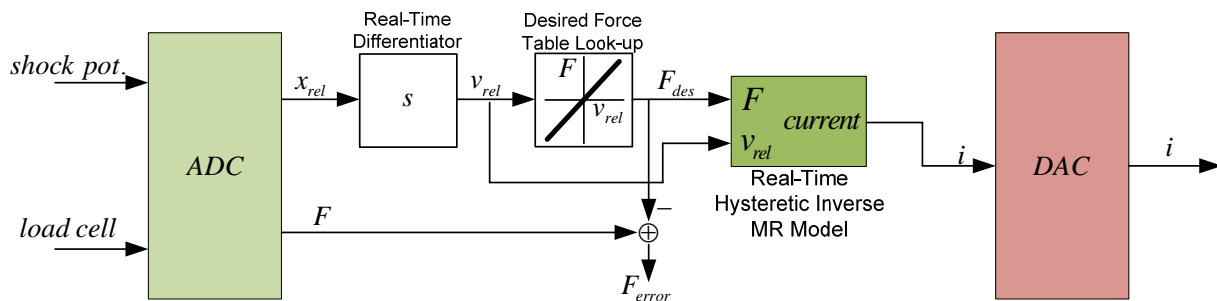 Real-Time
Differentiator
Desired Force
Table Look-up
shock pot.
x_rel
s
v_rel
F
v_rel
F_des
F
v_rel
current
i
i
ADC
DAC
Real-Time
Hysteretic Inverse
MR Model
load cell
F
−
⊕
F_error